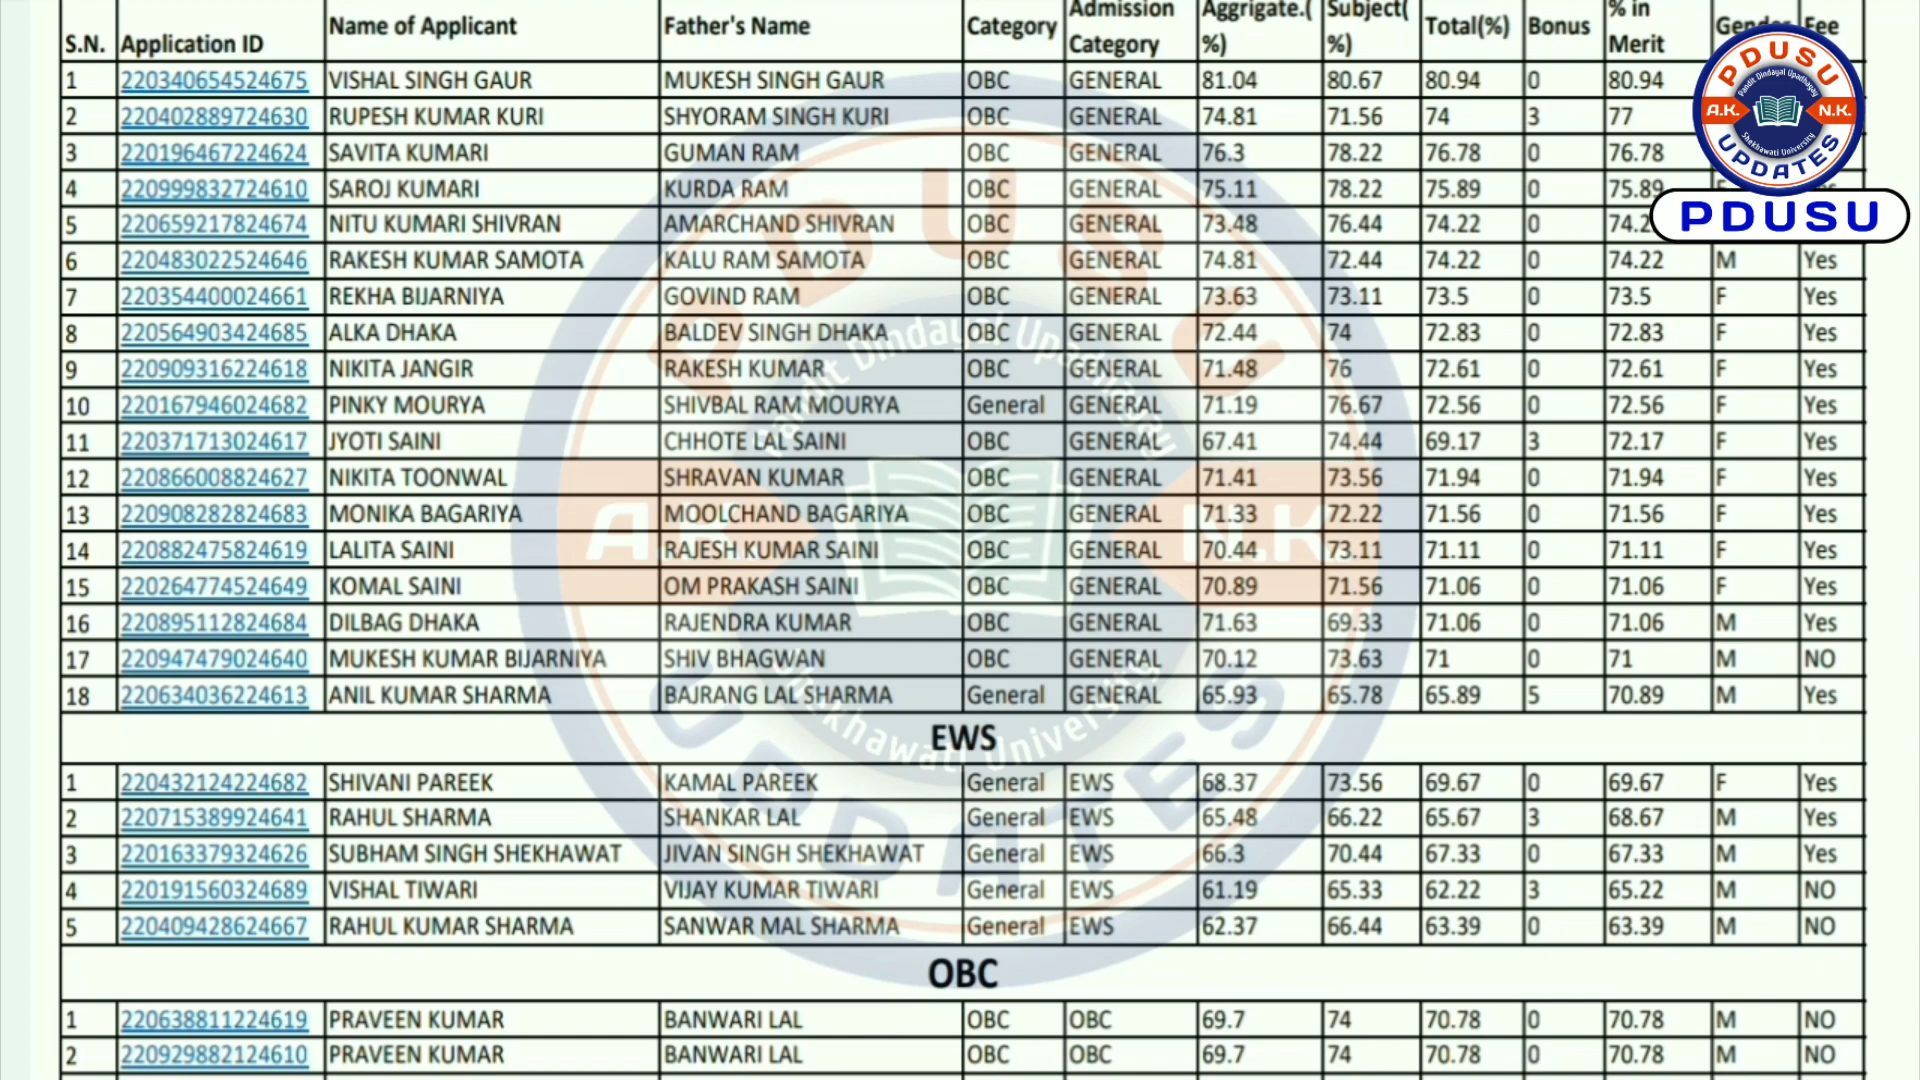 S.N. Application ID Name of Applicant Father's Name Category Admission Category Aggrigate.(%) Subject(%) Total(%) Bonus % in Merit Gender Fee
1 220340654524675 VISHAL SINGH GAUR MUKESH SINGH GAUR OBC GENERAL 81.04 80.67 80.94 0 80.94
2 220402889724630 RUPESH KUMAR KURI SHYORAM SINGH KURI OBC GENERAL 74.81 71.56 74 3 77
3 220196467224624 SAVITA KUMARI GUMAN RAM OBC GENERAL 76.3 78.22 76.78 0 76.78
4 220999832724610 SAROJ KUMARI KURDA RAM OBC GENERAL 75.11 78.22 75.89 0 75.89
5 220659217824674 NITU KUMARI SHIVRAN AMARCHAND SHIVRAN OBC GENERAL 73.48 76.44 74.22 0
6 220483022524646 RAKESH KUMAR SAMOTA KALU RAM SAMOTA OBC GENERAL 74.81 72.44 74.22 0 74.22 M Yes
7 220354400024661 REKHA BIJARNIYA GOVIND RAM OBC GENERAL 73.63 73.11 73.5 0 73.5 F Yes
8 220564903424685 ALKA DHAKA BALDEV SINGH DHAKA OBC GENERAL 72.44 74 72.83 0 72.83 F Yes
9 220909316224618 NIKITA JANGIR RAKESH KUMAR OBC GENERAL 71.48 76 72.61 0 72.61 F Yes
10 220167946024682 PINKY MOURYA SHIVBAL RAM MOURYA General GENERAL 71.19 76.67 72.56 0 72.56 F Yes
11 220371713024617 JYOTI SAINI CHHOTE LAL SAINI OBC GENERAL 67.41 74.44 69.17 3 72.17 F Yes
12 220866008824627 NIKITA TOONWAL SHRAVAN KUMAR OBC GENERAL 71.41 73.56 71.94 0 71.94 F Yes
13 220908282824683 MONIKA BAGARIYA MOOLCHAND BAGARIYA OBC GENERAL 71.33 72.22 71.56 0 71.56 F Yes
14 220882475824619 LALITA SAINI RAJESH KUMAR SAINI OBC GENERAL 70.44 73.11 71.11 0 71.11 F Yes
15 220264774524649 KOMAL SAINI OM PRAKASH SAINI OBC GENERAL 70.89 71.56 71.06 0 71.06 F Yes
16 220895112824684 DILBAG DHAKA RAJENDRA KUMAR OBC GENERAL 71.63 69.33 71.06 0 71.06 M Yes
17 220947479024640 MUKESH KUMAR BIJARNIYA SHIV BHAGWAN OBC GENERAL 70.12 73.63 71 0 71 M NO
18 220634036224613 ANIL KUMAR SHARMA BAJRANG LAL SHARMA General GENERAL 65.93 65.78 65.89 5 70.89 M Yes
EWS
1 220432124224682 SHIVANI PAREEK KAMAL PAREEK General EWS 68.37 73.56 69.67 0 69.67 F Yes
2 220715389924641 RAHUL SHARMA SHANKAR LAL General EWS 65.48 66.22 65.67 3 68.67 M Yes
3 220163379324626 SUBHAM SINGH SHEKHAWAT JIVAN SINGH SHEKHAWAT General EWS 66.3 70.44 67.33 0 67.33 M Yes
4 220191560324689 VISHAL TIWARI VIJAY KUMAR TIWARI General EWS 61.19 65.33 62.22 3 65.22 M NO
5 220409428624667 RAHUL KUMAR SHARMA SANWAR MAL SHARMA General EWS 62.37 66.44 63.39 0 63.39 M NO
OBC
1 220638811224619 PRAVEEN KUMAR BANWARI LAL OBC OBC 69.7 74 70.78 0 70.78 M NO
2 220929882124610 PRAVEEN KUMAR BANWARI LAL OBC OBC 69.7 74 70.78 0 70.78 M NO
PDUSU
Pandit Dindayal Upadhagay
A.K. N.K.
Shekhawati University
UPDATES
PDUSU